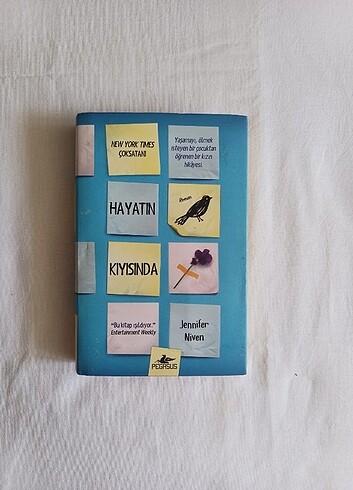 NEW YORK TIMES
ÇOKSATANI
Yaşamayı, ölmek
isteyen bir çocuktan
öğrenen bir kızın
hikâyesi.
HAYATIN
Roman
KIYISINDA
"Bu kitap ışıldıyor."
Entertainment Weekly
Jennifer
Niven
PEGASUS